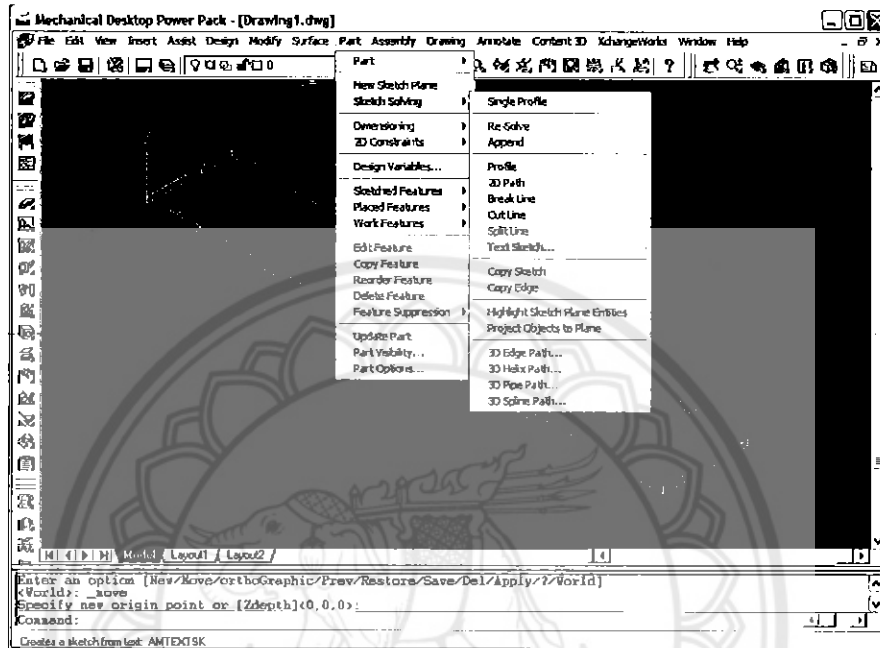 Mechanical Desktop Power Pack - [Drawing1.dwg]
File Edit View Insert Assist Design Modify Surface Part Assembly Drawing Annotate Content 3D XchangeWorks Window Help
0
Part
New Sketch Plane
Sketch Solving
Dimensioning
2D Constraints
Design Variables...
Sketched Features
Placed Features
Work Features
Edit Feature
Copy Feature
Reorder Feature
Delete Feature
Feature Suppression
Update Part
Part Visibility...
Part Options...
Single Profile
Re-Solve
Append
Profile
2D Path
Break Line
Cut Line
Split Line
Text Sketch...
Copy Sketch
Copy Edge
Highlight Sketch Plane Entities
Project Objects to Plane
3D Edge Path...
3D Helix Path...
3D Pipe Path...
3D Spline Path...
Model Layout1 Layout2
Enter an option [New/Move/orthoGraphic/Prev/Restore/Save/Del/Apply/?/World]
<World>: _move
Specify new origin point or [Zdepth]<0,0,0>:
Command:
Creates a sketch from text: AMTEXTSK